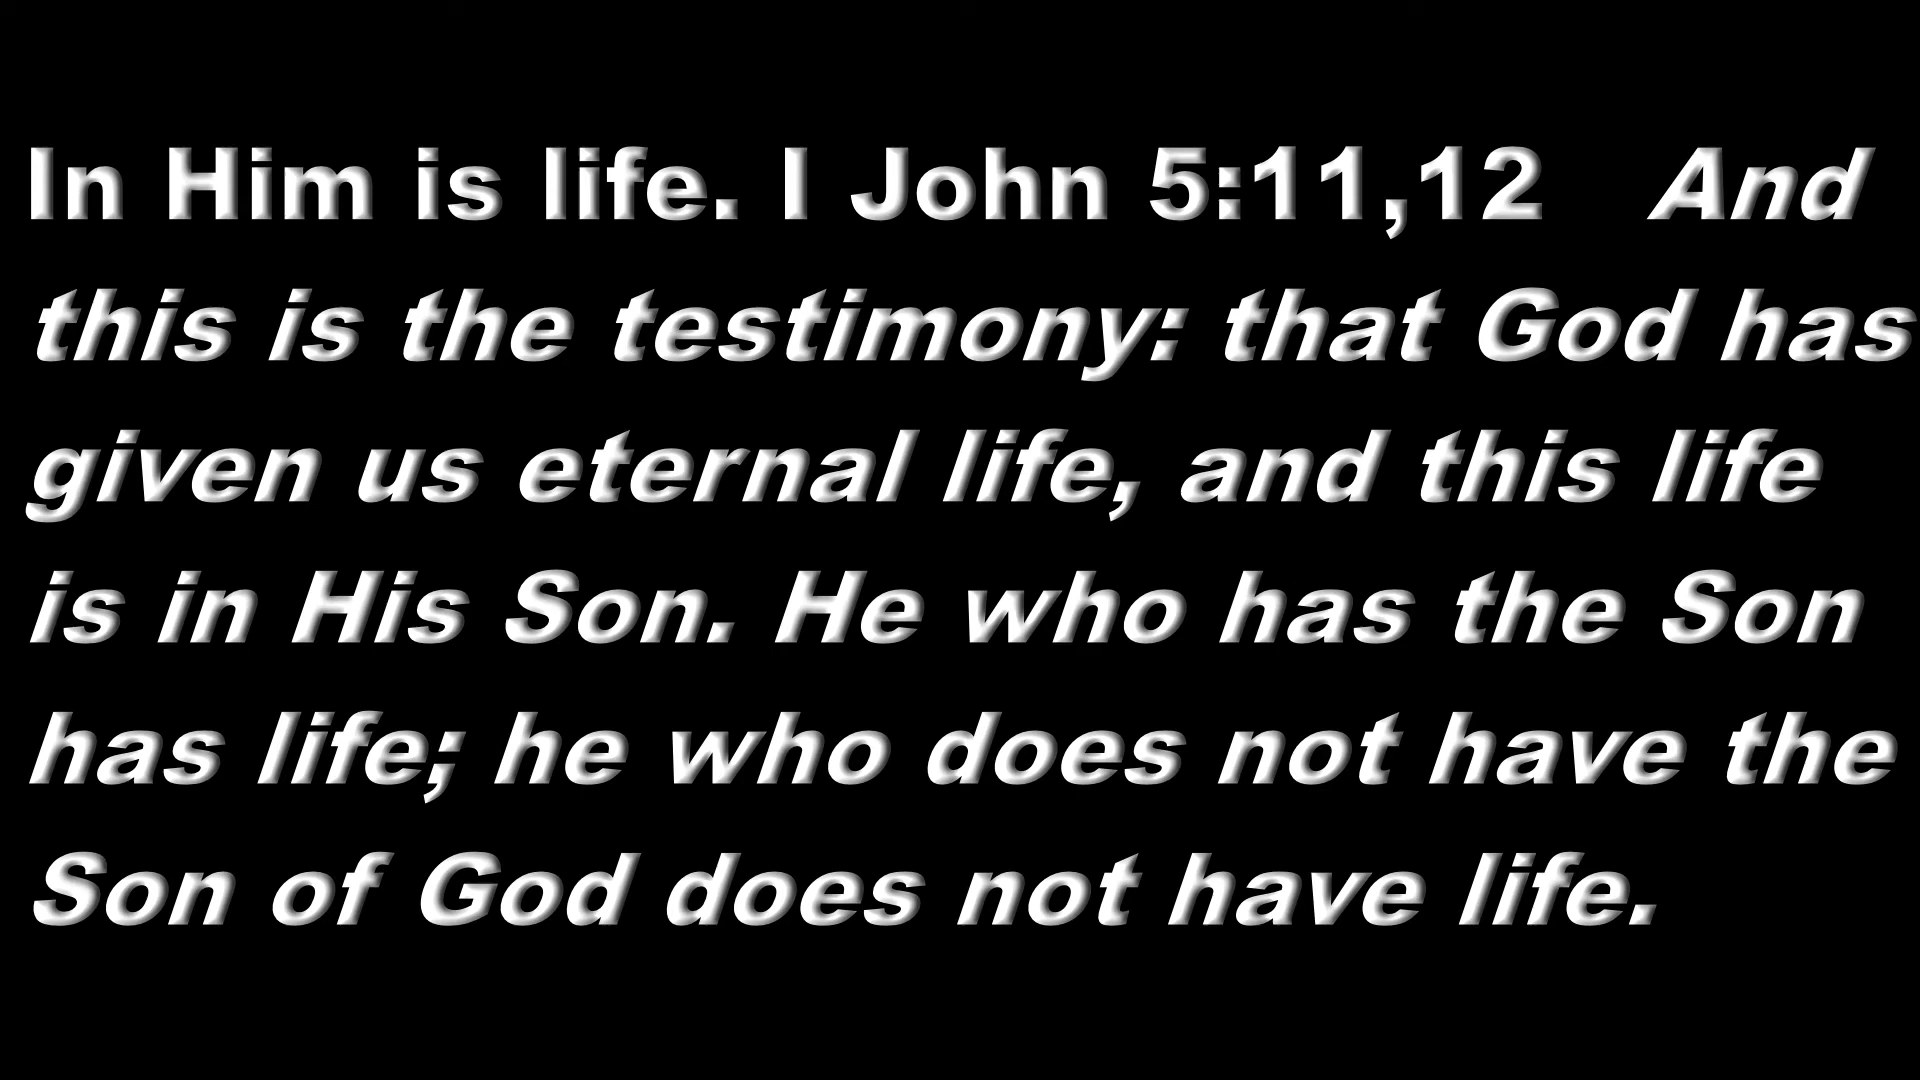 In Him is life. I John 5:11,12 And
this is the testimony: that God has
given us eternal life, and this life
is in His Son. He who has the Son
has life; he who does not have the
Son of God does not have life.